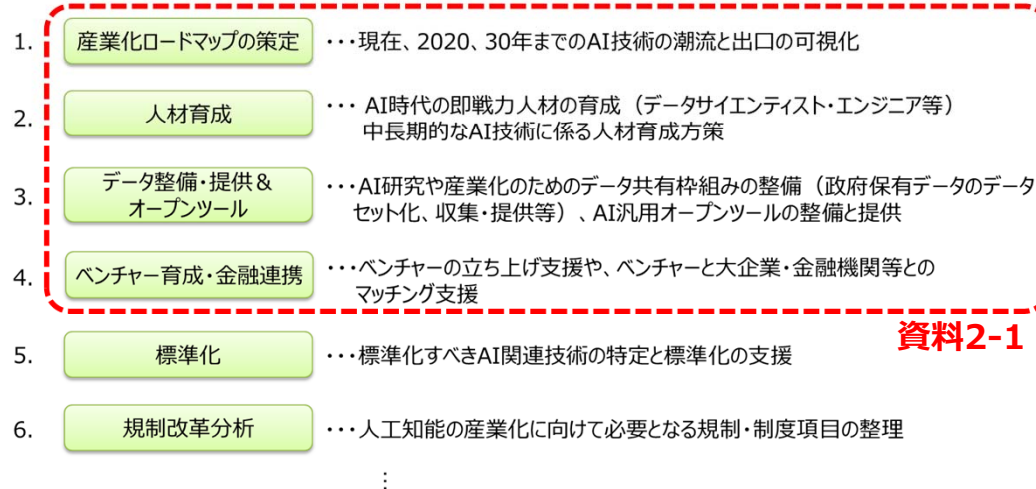 1. 産業化ロードマップの策定 ・・・現在、2020、30年までのAI技術の潮流と出口の可視化
2. 人材育成 ・・・ AI時代の即戦力人材の育成（データサイエンティスト・エンジニア等）
中長期的なAI技術に係る人材育成方策
3. データ整備・提供＆
オープンツール
・・・AI研究や産業化のためのデータ共有枠組みの整備（政府保有データのデータ
セット化、収集・提供等）、AI汎用オープンツールの整備と提供
4. ベンチャー育成・金融連携 ・・・ベンチャーの立ち上げ支援や、ベンチャーと大企業・金融機関等との
マッチング支援
資料2-1
5. 標準化 ・・・標準化すべきAI関連技術の特定と標準化の支援
6. 規制改革分析 ・・・人工知能の産業化に向けて必要となる規制・制度項目の整理
⋮